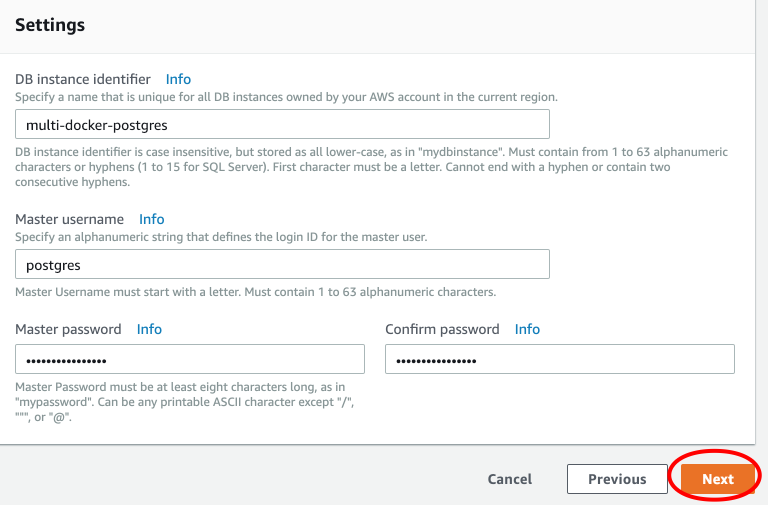 Settings
DB instance identifier Info
Specify a name that is unique for all DB instances owned by your AWS account in the current region.
multi-docker-postgres
DB instance identifier is case insensitive, but stored as all lower-case, as in "mydbinstance". Must contain from 1 to 63 alphanumeric
characters or hyphens (1 to 15 for SQL Server). First character must be a letter. Cannot end with a hyphen or contain two
consecutive hyphens.
Master username Info
Specify an alphanumeric string that defines the login ID for the master user.
postgres
Master Username must start with a letter. Must contain 1 to 63 alphanumeric characters.
Master password Info Confirm password Info
•••••••••••••••• ••••••••••••••••
Master Password must be at least eight characters long, as in
"mypassword". Can be any printable ASCII character except "/",
""", or "@".
Cancel Previous Next